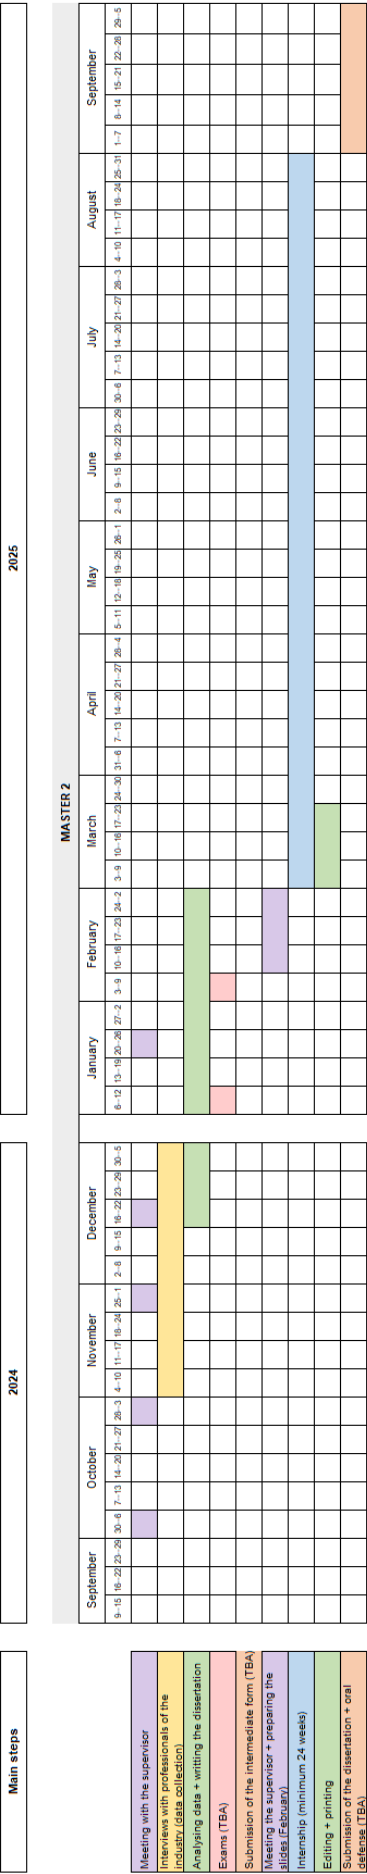 Main steps
2024
2025
MASTER 2
September
October
November
December
January
February
March
April
May
June
July
August
September
9--15
16--22
23--29
30--6
7--13
14--20
21--27
28--3
4--10
11--17
18--24
25--1
2--8
9--15
16--22
23--29
30--5
6--12
13--19
20--26
27--2
3--9
10--16
17--23
24--2
3--9
10--16
17--23
24--30
31--6
7--13
14--20
21--27
28--4
5--11
12--18
19--25
26--1
2--8
9--15
16--22
23--29
30--6
7--13
14--20
21--27
28--3
4--10
11--17
18--24
25--31
1--7
8--14
15--21
22--28
29--5
Meeting with the supervisor
Interviews with professionals of the
industry (data collection)
Analysing data + writting the dissertation
Exams (TBA)
Submission of the intermediate form (TBA)
Meeting the supervisor + preparing the
slides (February)
Internship (minimum 24 weeks)
Editing + printing
Submission of the dissertation + oral
defense (TBA)